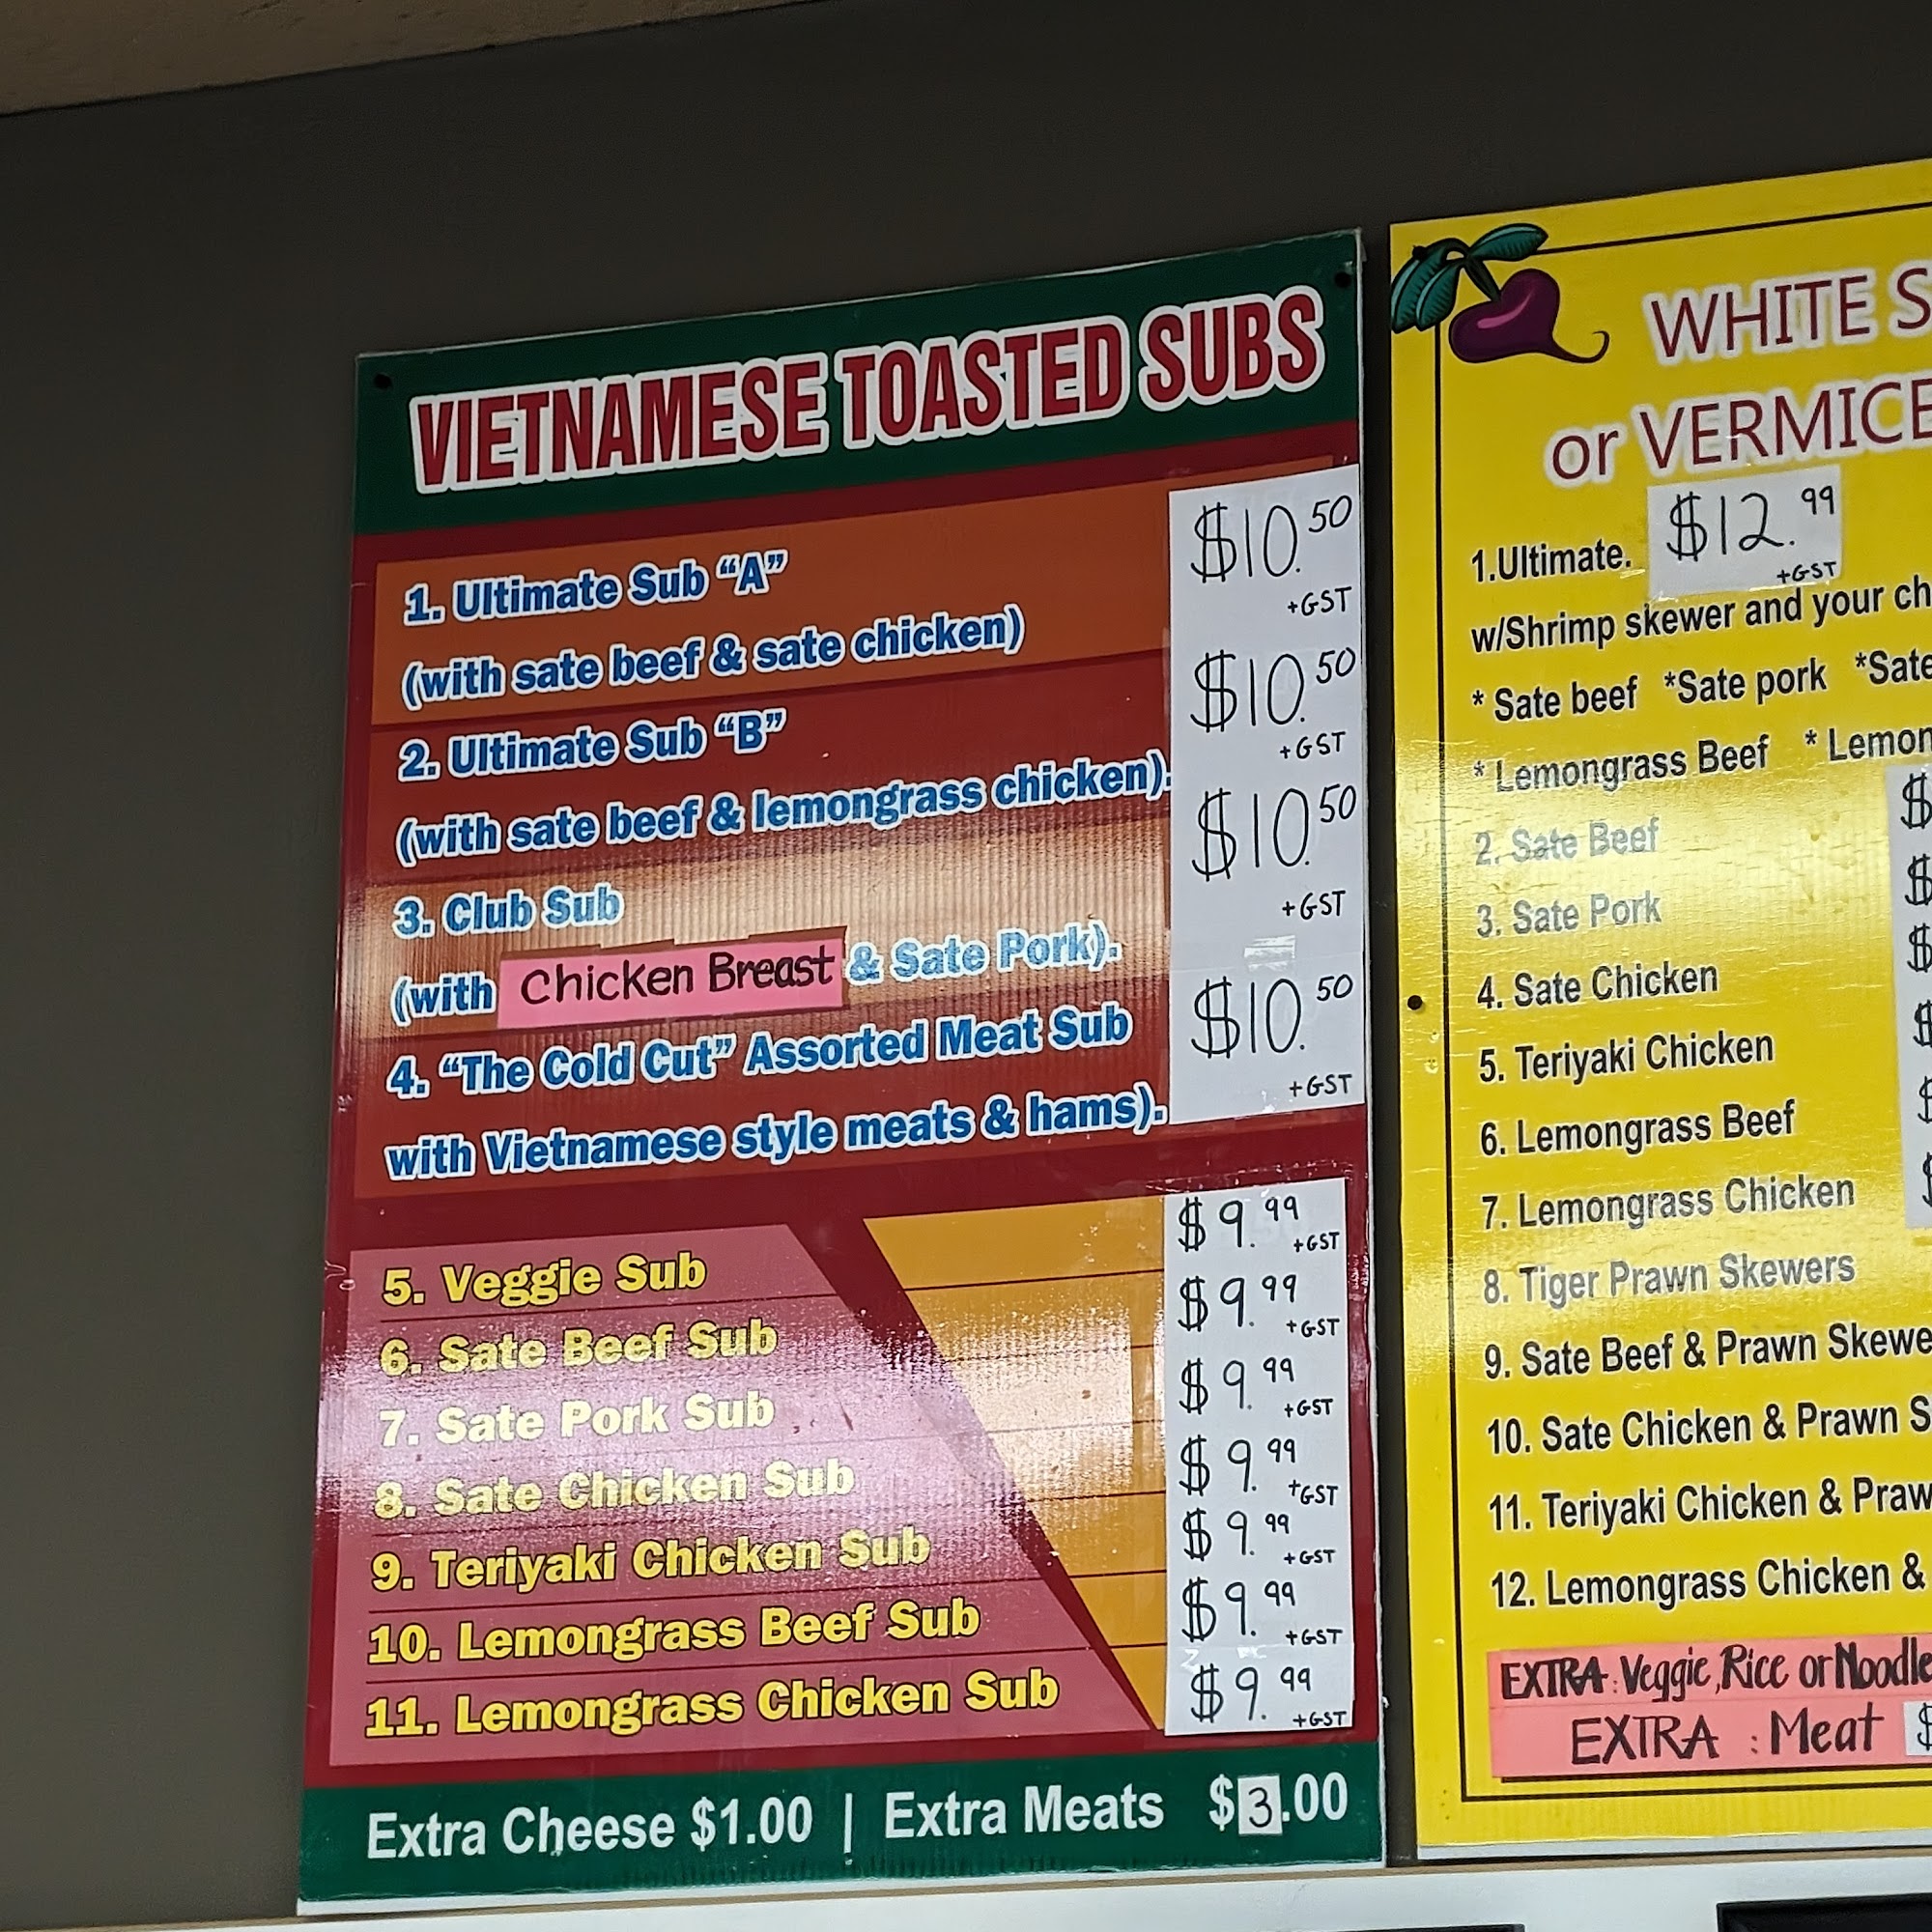 VIETNAMESE TOASTED SUBS
1. Ultimate Sub “A” $10.50
+GST
(with sate beef & sate chicken)
2. Ultimate Sub “B” $10.50
+GST
(with sate beef & lemongrass chicken).
3. Club Sub $10.50
+GST
(with Chicken Breast & Sate Pork).
4. “The Cold Cut” Assorted Meat Sub $10.50
+GST
with Vietnamese style meats & hams).
5. Veggie Sub $9.99 +GST
6. Sate Beef Sub $9.99 +GST
7. Sate Pork Sub $9.99 +GST
8. Sate Chicken Sub $9.99 +GST
9. Teriyaki Chicken Sub $9.99 +GST
10. Lemongrass Beef Sub $9.99 +GST
11. Lemongrass Chicken Sub $9.99 +GST
Extra Cheese $1.00 | Extra Meats $3.00
WHITE
or
1.Ultimate. $12.99
+GST
w/Shrimp skewer and your
* Sate beef *Sate pork *Sate
* Lemongrass Beef *
2. Sate Beef $
3. Sate Pork $
4. Sate Chicken $
5. Teriyaki Chicken $
6. Lemongrass Beef $
7. Lemongrass Chicken $
8. Tiger Prawn Skewers
9. Sate Beef & Prawn
10. Sate Chicken & Prawn
11. Teriyaki Chicken &
12. Lemongrass Chicken &
EXTRA: Veggie, Rice or
EXTRA : Meat $